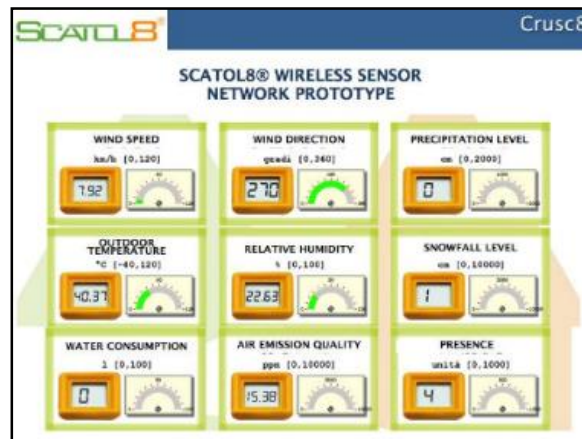 SCATOL8®
Crusc8
SCATOL8® WIRELESS SENSOR
NETWORK PROTOTYPE
WIND SPEED
km/h [0,120]
7.92
WIND DIRECTION
gradi [0,360]
270
PRECIPITATION LEVEL
cm [0,2000]
0
OUTDOOR
TEMPERATURE
°C [-40,120]
40.37
RELATIVE HUMIDITY
% [0,100]
22.63
SNOWFALL LEVEL
cm [0,10000]
1
WATER CONSUMPTION
l [0,100]
0
AIR EMISSION QUALITY
ppm [0,10000]
15.38
PRESENCE
unità [0,1000]
4